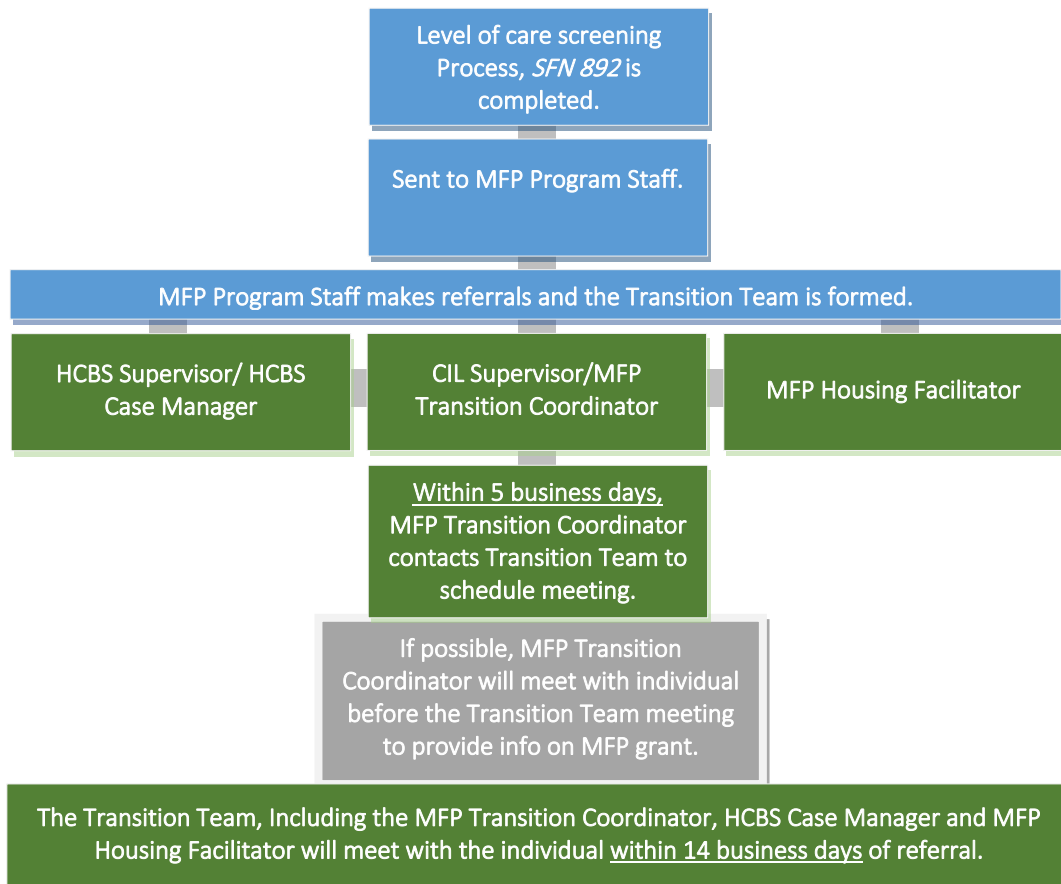 Level of care screening
Process, SFN 892 is
completed.
Sent to MFP Program Staff.
MFP Program Staff makes referrals and the Transition Team is formed.
HCBS Supervisor/ HCBS
Case Manager
CIL Supervisor/MFP
Transition Coordinator
MFP Housing Facilitator
Within 5 business days,
MFP Transition Coordinator
contacts Transition Team to
schedule meeting.
If possible, MFP Transition
Coordinator will meet with individual
before the Transition Team meeting
to provide info on MFP grant.
The Transition Team, Including the MFP Transition Coordinator, HCBS Case Manager and MFP
Housing Facilitator will meet with the individual within 14 business days of referral.